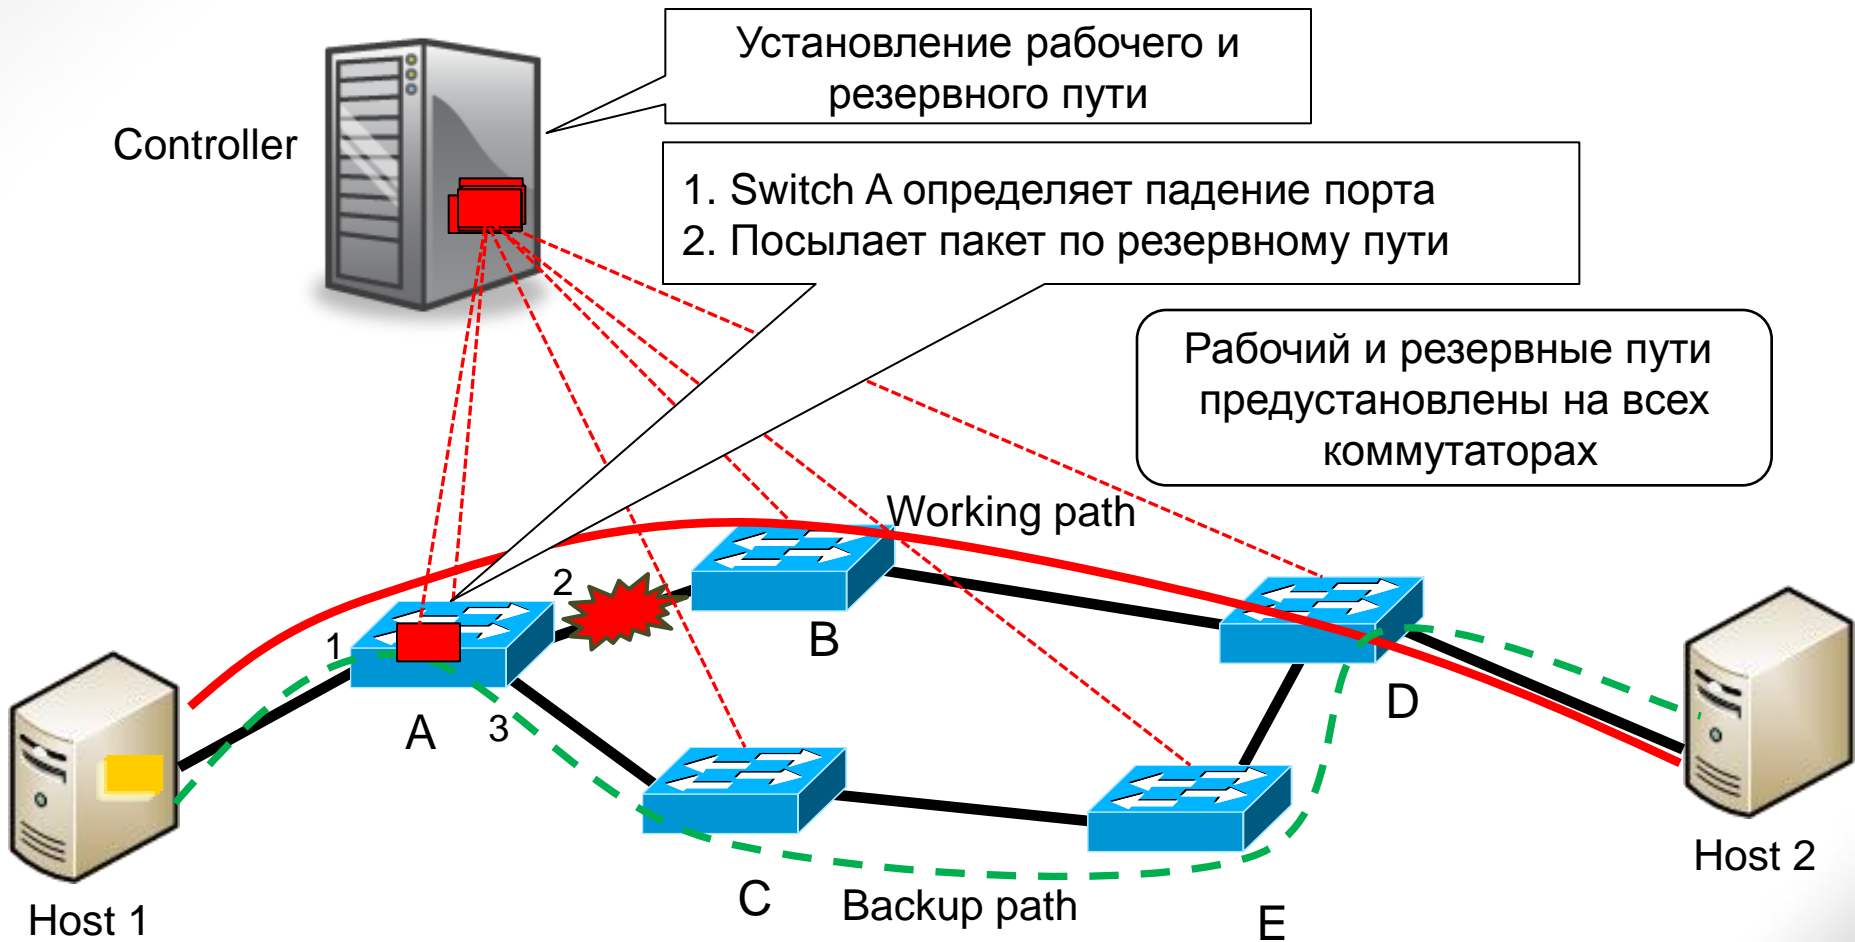 Установление рабочего и
резервного пути
Controller
1. Switch A определяет падение порта
2. Посылает пакет по резервному пути
Рабочий и резервные пути
предустановлены на всех
коммутаторах
Working path
2
1
B
A
3
D
C
Backup path
E
Host 1
Host 2